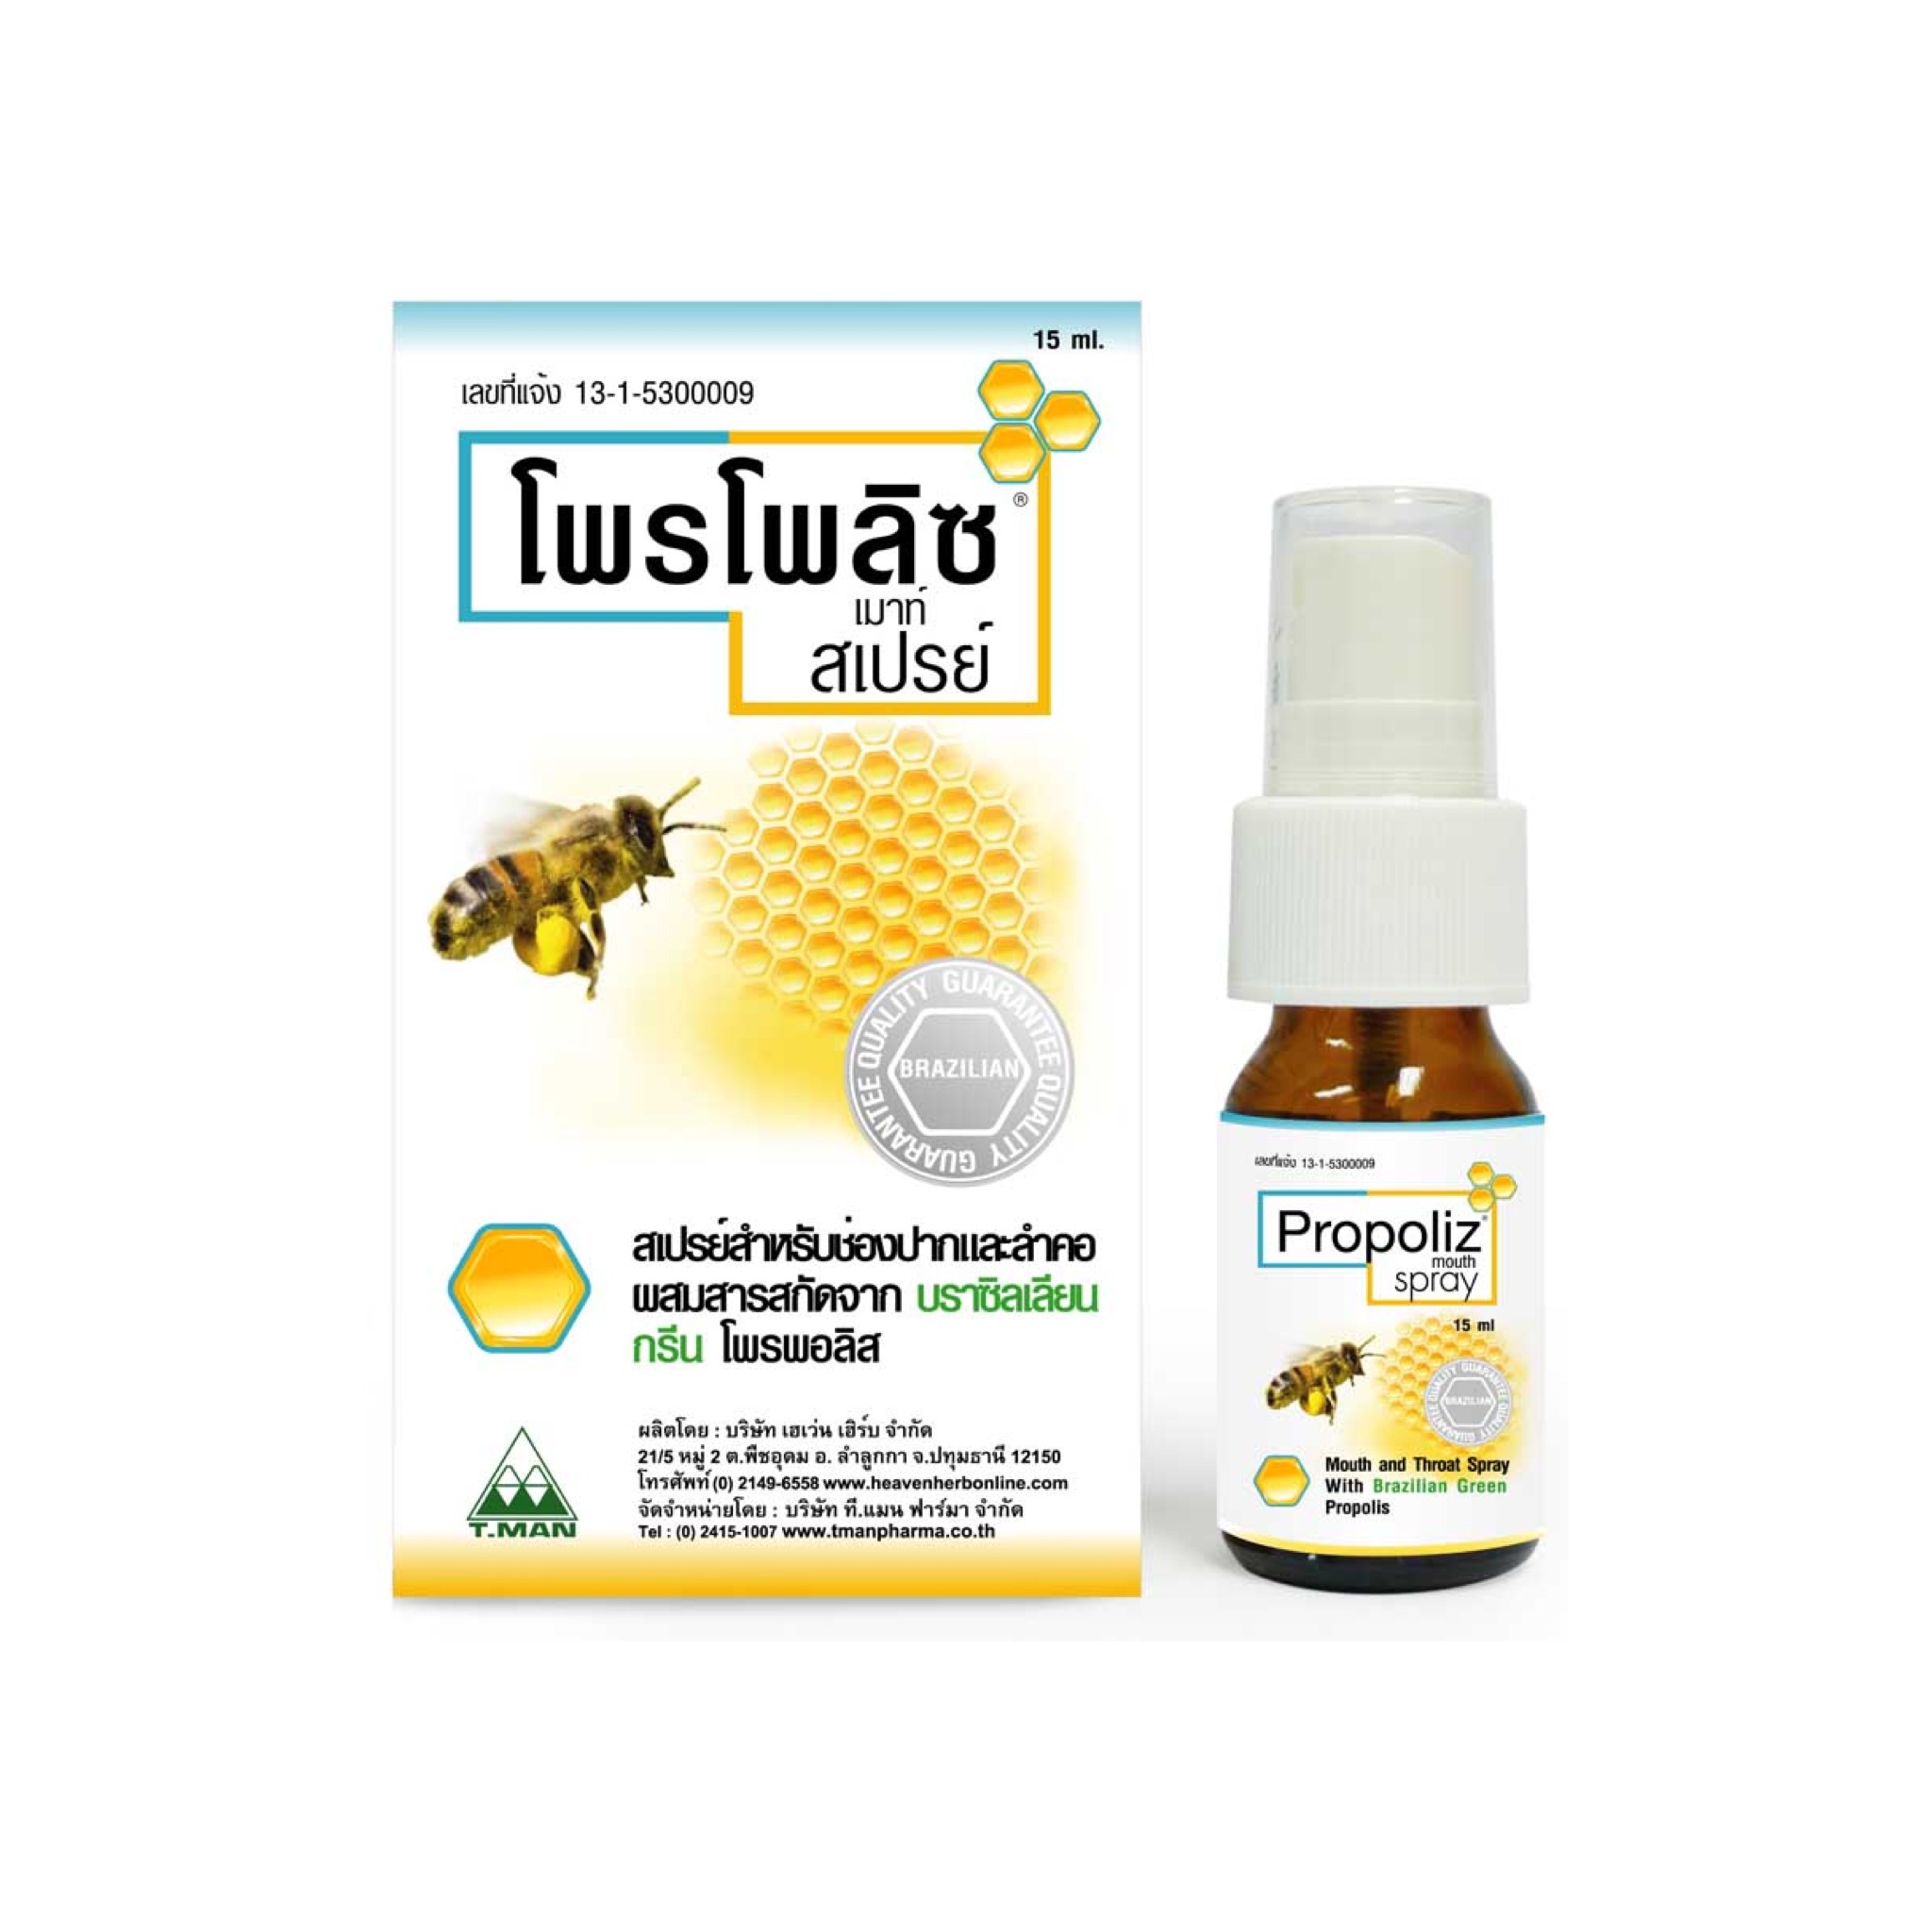 15 ml.
เลขที่แจ้ง 13-1-5300009
โพรโพลิซ®
เมาท์
สเปรย์
QUALITY GUARANTEE QUALITY GUARANTEE
BRAZILIAN
สเปรย์สำหรับช่องปากและลำคอ
ผสมสารสกัดจาก บราซิลเลียน
กรีน โพรพอลิส
ผลิตโดย : บริษัท เฮเว่น เฮิร์บ จำกัด
21/5 หมู่ 2 ต.พืชอุดม อ. ลำลูกกา จ.ปทุมธานี 12150
โทรศัพท์ (0) 2149-6558 www.heavenherbonline.com
จัดจำหน่ายโดย : บริษัท ที.แมน ฟาร์มา จำกัด
Tel : (0) 2415-1007 www.tmanpharma.co.th
T.MAN
เลขที่แจ้ง 13-1-5300009
Propoliz®
mouth
spray
15 ml
QUALITY GUARANTEE QUALITY GUARANTEE
BRAZILIAN
Mouth and Throat Spray
With Brazilian Green
Propolis